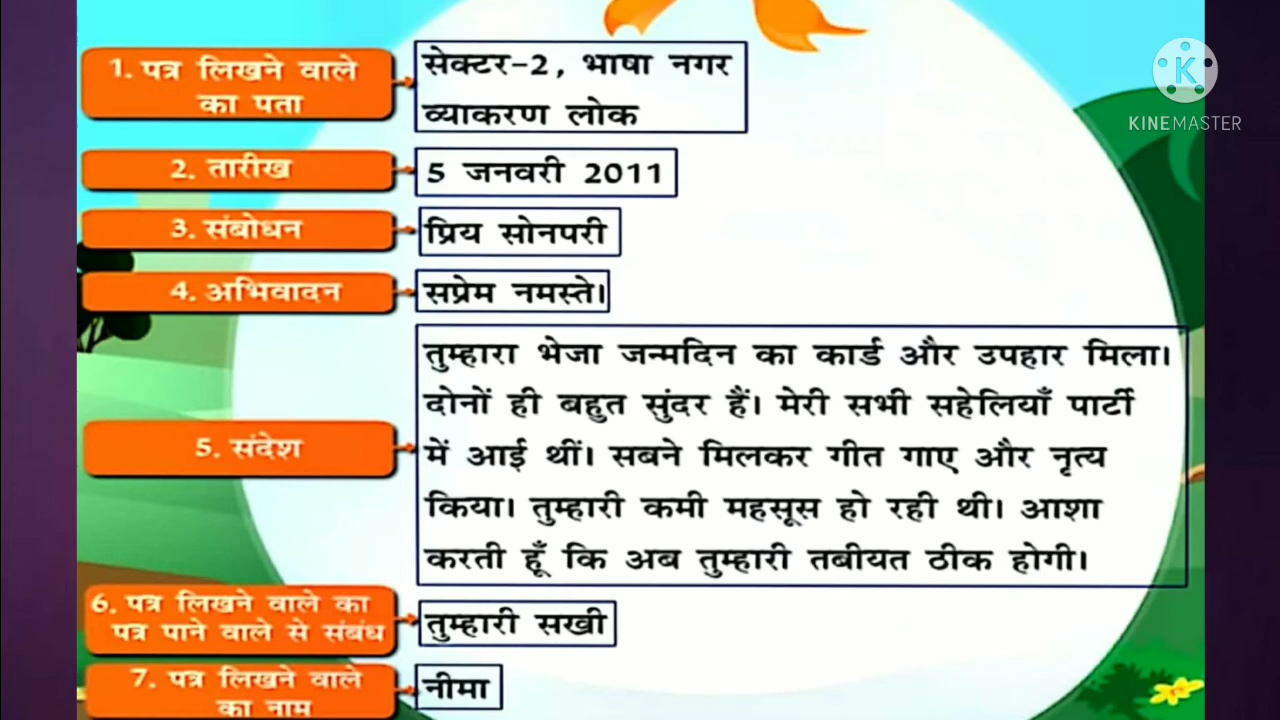 1. पत्र लिखने वाले
का पता
सेक्टर-2, भाषा नगर
व्याकरण लोक
KINEMASTER
2. तारीख
5 जनवरी 2011
3. संबोधन
प्रिय सोनपरी
4. अभिवादन
सप्रेम नमस्ते।
5. संदेश
तुम्हारा भेजा जन्मदिन का कार्ड और उपहार मिला।
दोनों ही बहुत सुंदर हैं। मेरी सभी सहेलियाँ पार्टी
में आई थीं। सबने मिलकर गीत गाए और नृत्य
किया। तुम्हारी कमी महसूस हो रही थी। आशा
करती हूँ कि अब तुम्हारी तबीयत ठीक होगी।
6. पत्र लिखने वाले का
पत्र पाने वाले से संबंध
तुम्हारी सखी
7. पत्र लिखने वाले
का नाम
नीमा